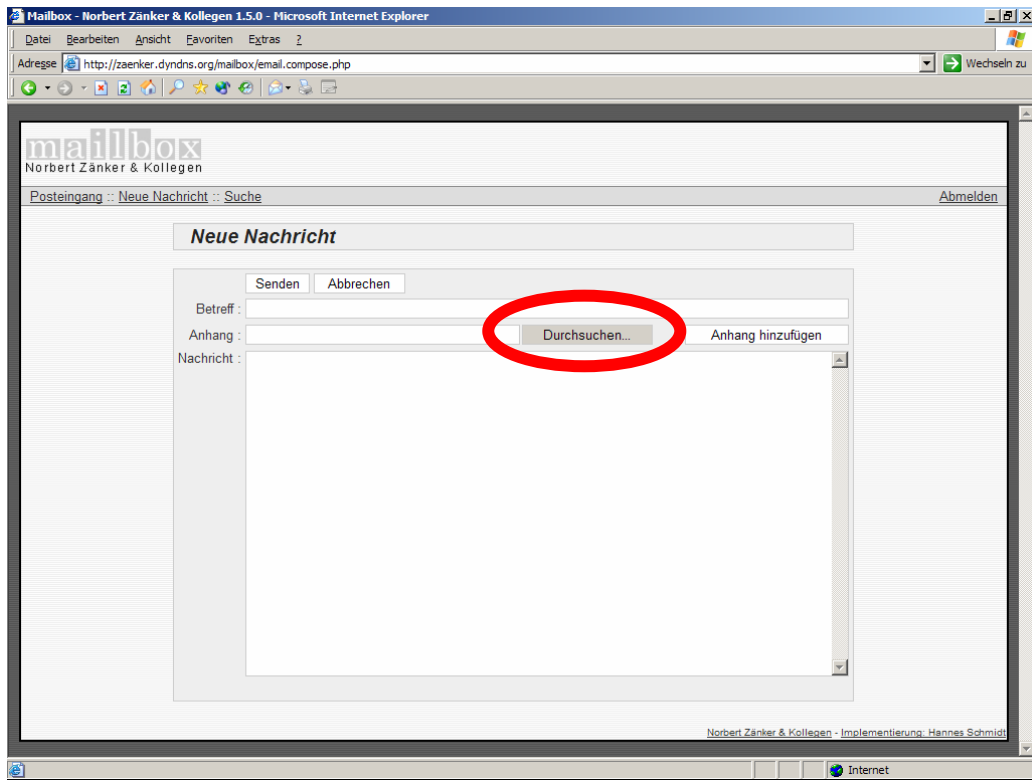 Mailbox - Norbert Zänker & Kollegen 1.5.0 - Microsoft Internet Explorer
Datei Bearbeiten Ansicht Favoriten Extras ?
Adresse http://zaenker.dyndns.org/mailbox/email.compose.php Wechseln zu
mailbox
Norbert Zänker & Kollegen
Posteingang :: Neue Nachricht :: Suche Abmelden
Neue Nachricht
Senden Abbrechen
Betreff :
Anhang : Durchsuchen... Anhang hinzufügen
Nachricht :
Norbert Zänker & Kollegen - Implementierung: Hannes Schmidt
Internet